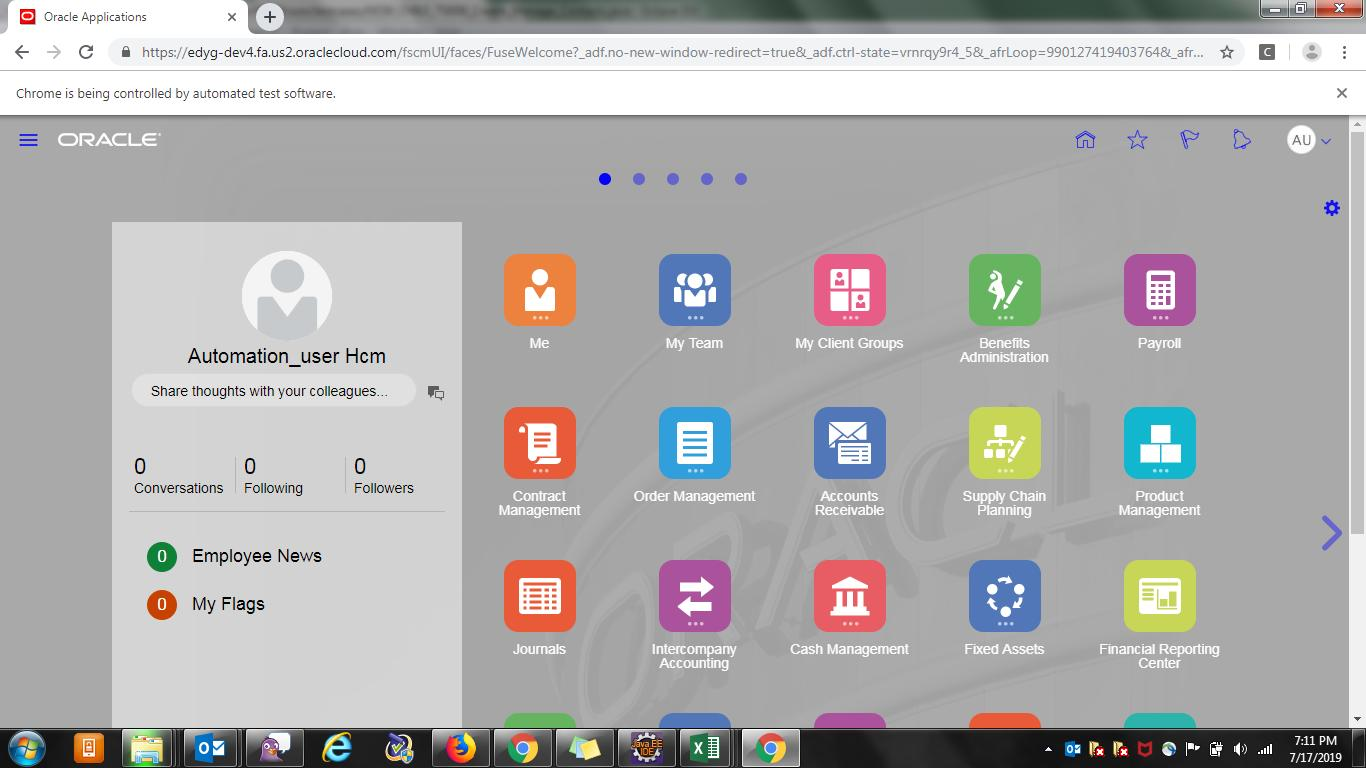 Oracle Applications
https://edyg-dev4.fa.us2.oraclecloud.com/fscmUI/faces/FuseWelcome?_adf.no-new-window-redirect=true&_adf.ctrl-state=vrnrqy9r4_5&_afrLoop=990127419403764&_afr...
C
Chrome is being controlled by automated test software.
ORACLE
AU
Automation_user Hcm
Share thoughts with your colleagues...
0 0 0
Conversations Following Followers
0 Employee News
0 My Flags
Me My Team My Client Groups Benefits Payroll
Administration
Contract Order Management Accounts Supply Chain Product
Management Receivable Planning Management
Journals Intercompany Cash Management Fixed Assets Financial Reporting
Accounting Center
ORACL
Java EE
IDE
7:11 PM
7/17/2019